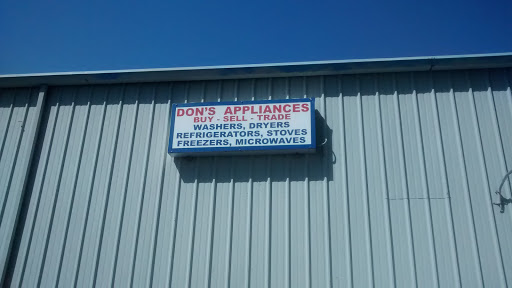 DON'S APPLIANCES
BUY - SELL - TRADE
WASHERS, DRYERS
REFRIGERATORS, STOVES
FREEZERS, MICROWAVES